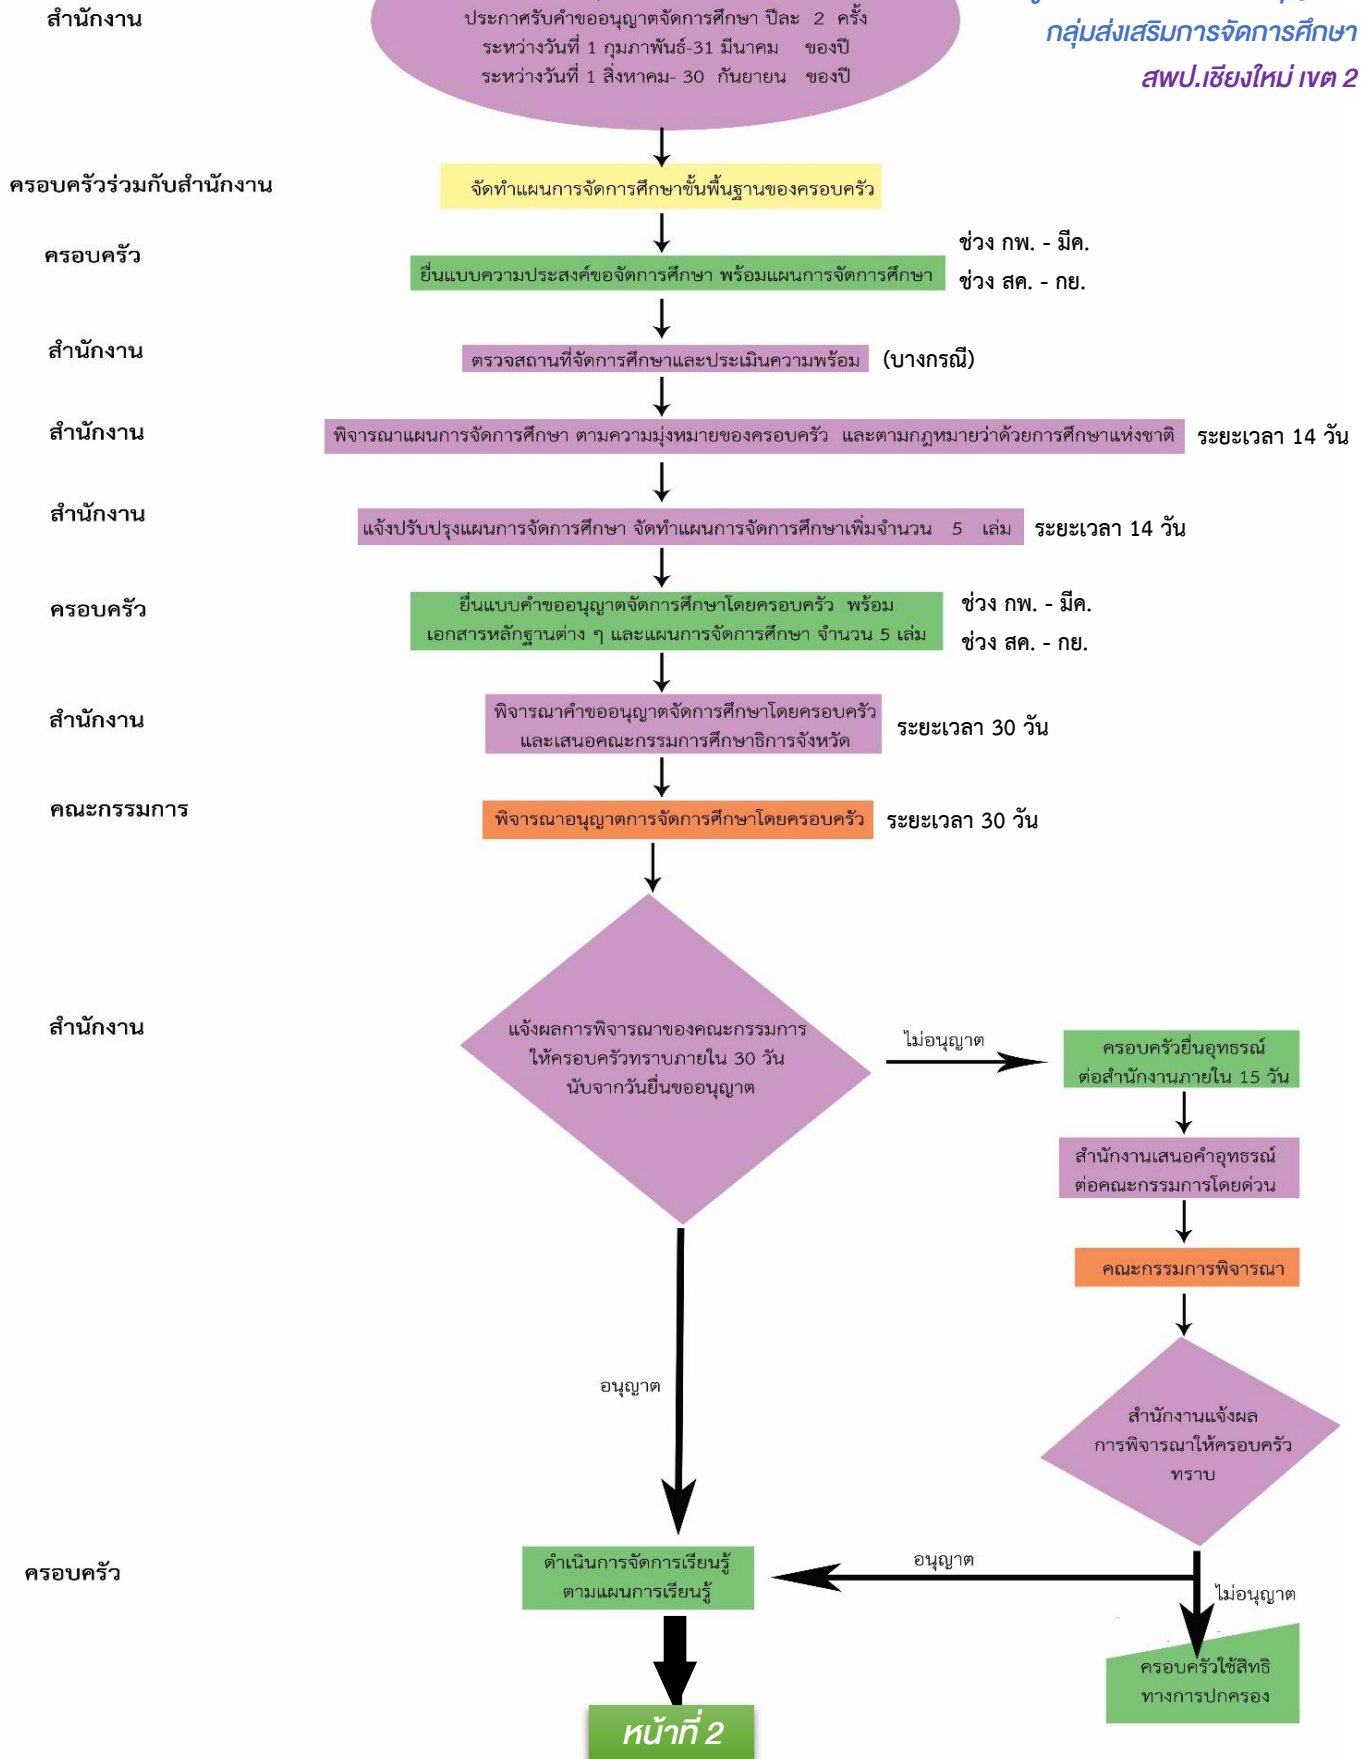 สำนักงาน
ประกาศรับคำขออนุญาตจัดการศึกษา ปีละ 2 ครั้ง
ระหว่างวันที่ 1 กุมภาพันธ์-31 มีนาคม ของปี
ระหว่างวันที่ 1 สิงหาคม- 30 กันยายน ของปี
กลุ่มส่งเสริมการจัดการศึกษา
สพป.เชียงใหม่ เขต 2
ครอบครัวร่วมกับสำนักงาน
จัดทำแผนการจัดการศึกษาขั้นพื้นฐานของครอบครัว
ครอบครัว
ยื่นแบบความประสงค์ขอจัดการศึกษา พร้อมแผนการจัดการศึกษา
ช่วง กพ. - มีค.
ช่วง สค. - กย.
สำนักงาน
ตรวจสถานที่จัดการศึกษาและประเมินความพร้อม
(บางกรณี)
สำนักงาน
พิจารณาแผนการจัดการศึกษา ตามความมุ่งหมายของครอบครัว และตามกฎหมายว่าด้วยการศึกษาแห่งชาติ
ระยะเวลา 14 วัน
สำนักงาน
แจ้งปรับปรุงแผนการจัดการศึกษา จัดทำแผนการจัดการศึกษาเพิ่มจำนวน 5 เล่ม
ระยะเวลา 14 วัน
ครอบครัว
ยื่นแบบคำขออนุญาตจัดการศึกษาโดยครอบครัว พร้อม
เอกสารหลักฐานต่าง ๆ และแผนการจัดการศึกษา จำนวน 5 เล่ม
ช่วง กพ. - มีค.
ช่วง สค. - กย.
สำนักงาน
พิจารณาคำขออนุญาตจัดการศึกษาโดยครอบครัว
และเสนอคณะกรรมการศึกษาธิการจังหวัด
ระยะเวลา 30 วัน
คณะกรรมการ
พิจารณาอนุญาตการจัดการศึกษาโดยครอบครัว
ระยะเวลา 30 วัน
สำนักงาน
แจ้งผลการพิจารณาของคณะกรรมการ
ให้ครอบครัวทราบภายใน 30 วัน
นับจากวันยื่นขออนุญาต
ไม่อนุญาต
ครอบครัวยื่นอุทธรณ์
ต่อสำนักงานภายใน 15 วัน
สำนักงานเสนอคำอุทธรณ์
ต่อคณะกรรมการโดยด่วน
คณะกรรมการพิจารณา
อนุญาต
สำนักงานแจ้งผล
การพิจารณาให้ครอบครัว
ทราบ
ครอบครัว
ดำเนินการจัดการเรียนรู้
ตามแผนการเรียนรู้
อนุญาต
ไม่อนุญาต
ครอบครัวใช้สิทธิ
ทางการปกครอง
หน้าที่ 2